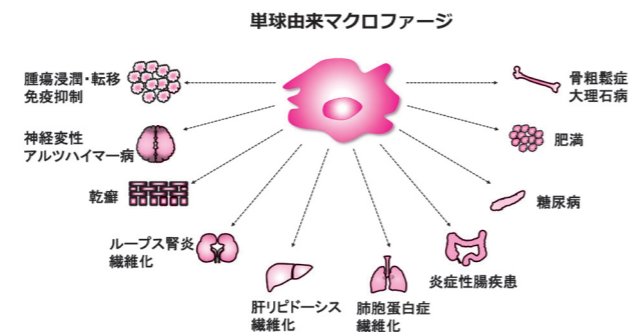 単球由来マクロファージ
腫瘍浸潤・転移
免疫抑制
神経変性
アルツハイマー病
乾癬
ループス腎炎
繊維化
肝リピドーシス
繊維化
肺胞蛋白症
繊維化
炎症性腸疾患
糖尿病
肥満
骨粗鬆症
大理石病